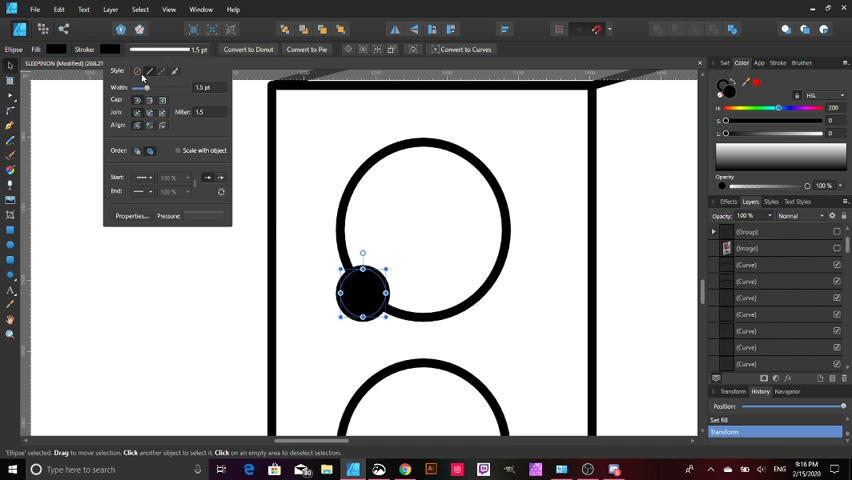 File Edit Text Layer Select View Window Help
Ellipse Fill: Stroke: 1.5 pt Convert to Donut Convert to Pie Convert to Curves
SLEEPINON [Modified] (268.2%
Style:
Width: 1.5 pt
Cap:
Join: Miter: 1.5
Align:
Order: Scale with object
Start: 100 %
End: 100 %
Properties... Pressure:
Set Color App Stroke Brushes
HSL
H: 200
S: 0
L: 0
Opacity
100 %
Effects Layers Styles Text Styles
Opacity: 100 % Normal
(Group)
(Image)
(Curve)
(Curve)
(Curve)
(Curve)
(Curve)
(Curve)
(Curve)
Transform History Navigator
Position:
Set fill
Transform
'Ellipse' selected. Drag to move selection. Click another object to select it. Click on an empty area to deselect selection.
Type here to search
ENG
9:16 PM
2/15/2020